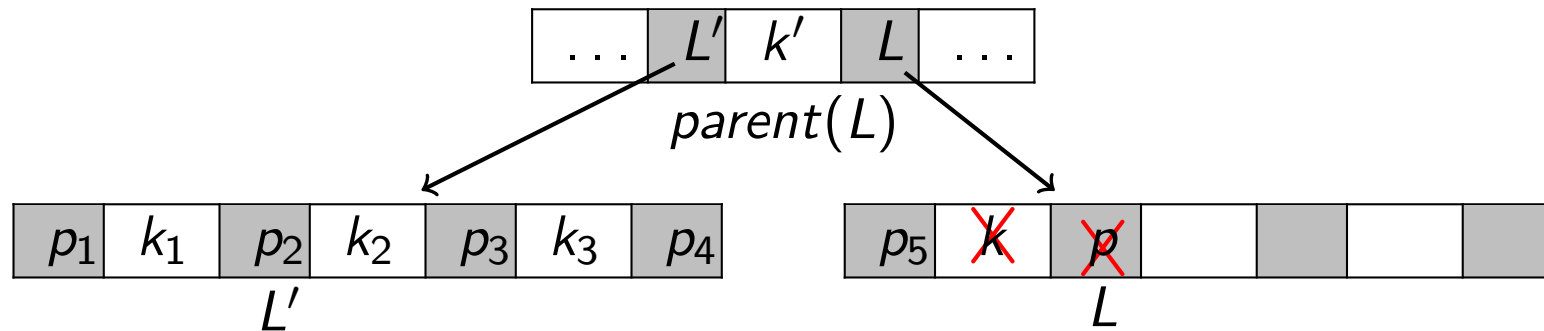 ... L′ k′ L ...
parent(L)
p₁ k₁ p₂ k₂ p₃ k₃ p₄ p₅ k p
L′ L